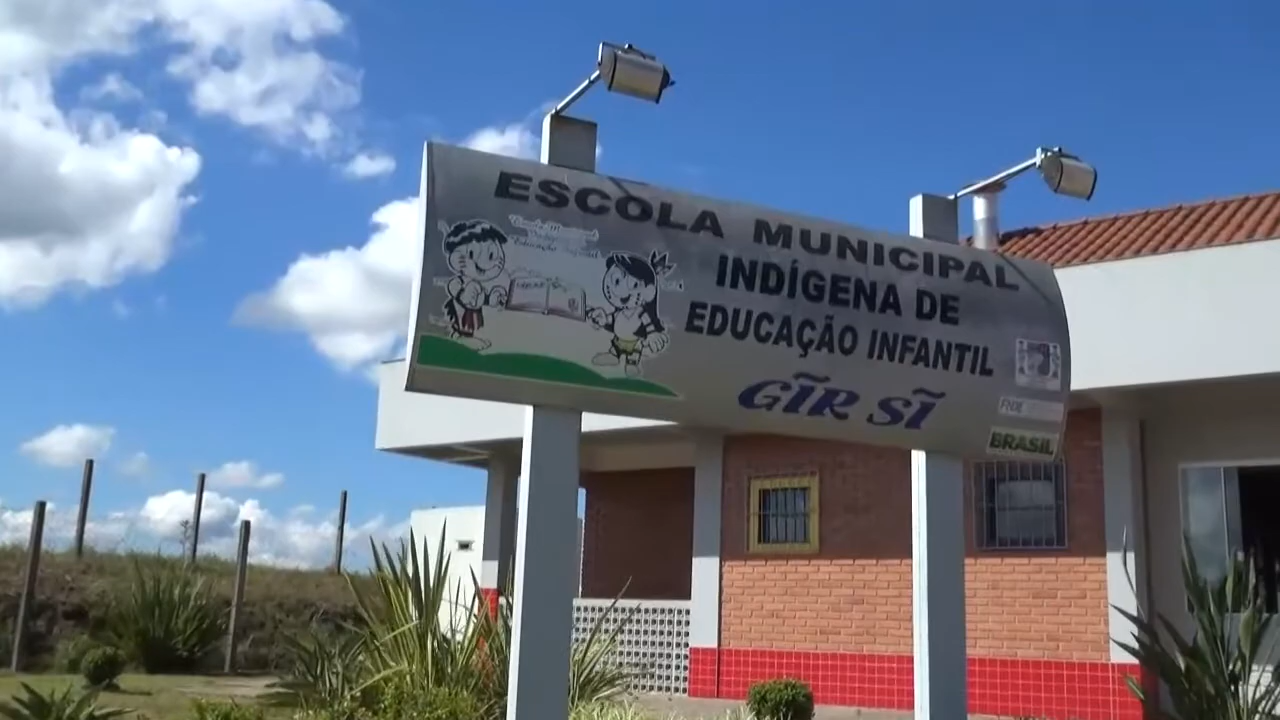 ESCOLA MUNICIPAL
INDÍGENA DE
EDUCAÇÃO INFANTIL
GĨR SĨ
BRASIL